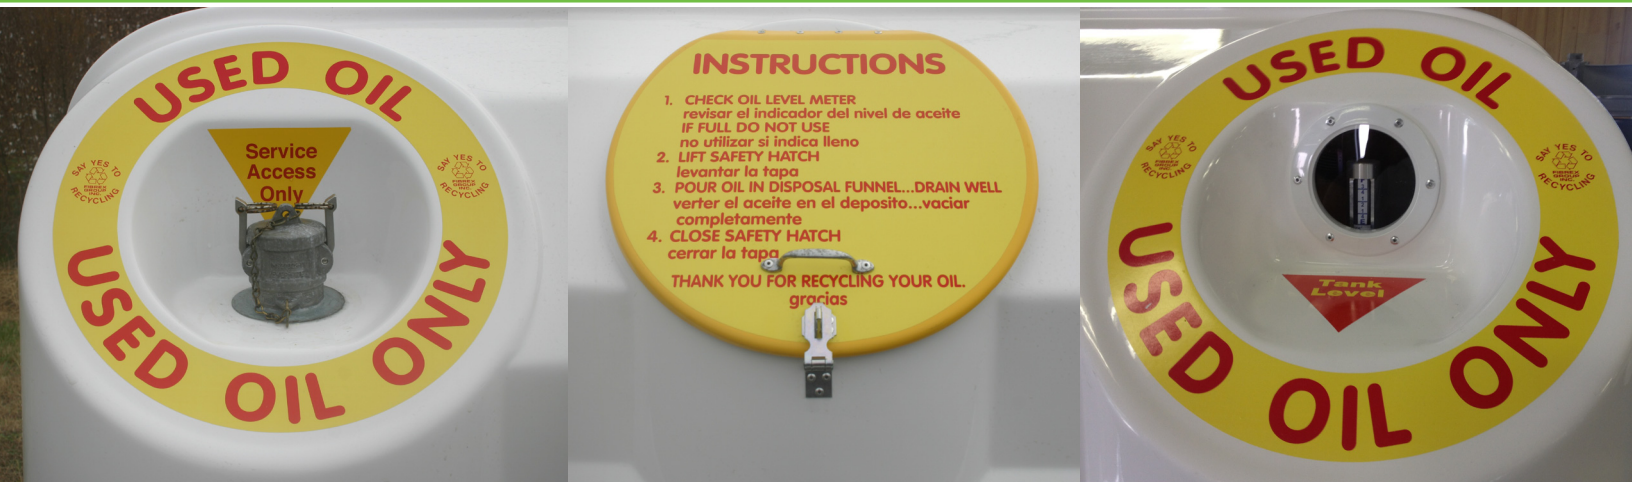 USED OIL
SAY YES TO
RECYCLING
SAY YES TO
RECYCLING
Service
Access
Only
USED OIL ONLY
INSTRUCTIONS
1. CHECK OIL LEVEL METER
revisar el indicador del nivel de aceite
IF FULL DO NOT USE
no utilizar si indica lleno
2. LIFT SAFETY HATCH
levantar la tapa
3. POUR OIL IN DISPOSAL FUNNEL...DRAIN WELL
verter el aceite en el deposito...vaciar
completamente
4. CLOSE SAFETY HATCH
cerrar la tapa
THANK YOU FOR RECYCLING YOUR OIL.
gracias
USED OIL
SAY YES TO
RECYCLING
SAY YES TO
RECYCLING
Tank
Level
USED OIL ONLY